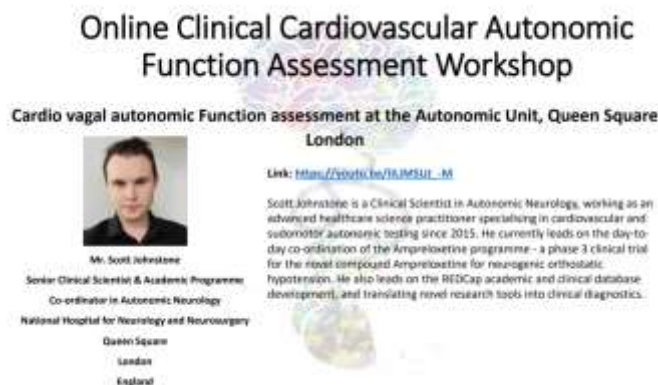 Online Clinical Cardiovascular Autonomic
Function Assessment Workshop
Cardio vagal autonomic Function assessment at the Autonomic Unit, Queen Square
London
Link:
Scott Johnstone is a Clinical Scientist in Autonomic Neurology, working as an
advanced healthcare science practitioner specialising in cardiovascular and
sudomotor autonomic testing since 2015. He currently leads on the day-to-
day co-ordination of the Ampreloxetine programme - a phase 3 clinical trial
for the novel compound Ampreloxetine for neurogenic orthostatic
hypotension. He also leads on the REDCap academic and clinical database
development, and translating novel research tools into clinical diagnostics.
Mr. Scott Johnstone
Senior Clinical Scientist & Academic Programme
Co-ordinator in Autonomic Neurology
National Hospital for Neurology and Neurosurgery
Queen Square
London
England